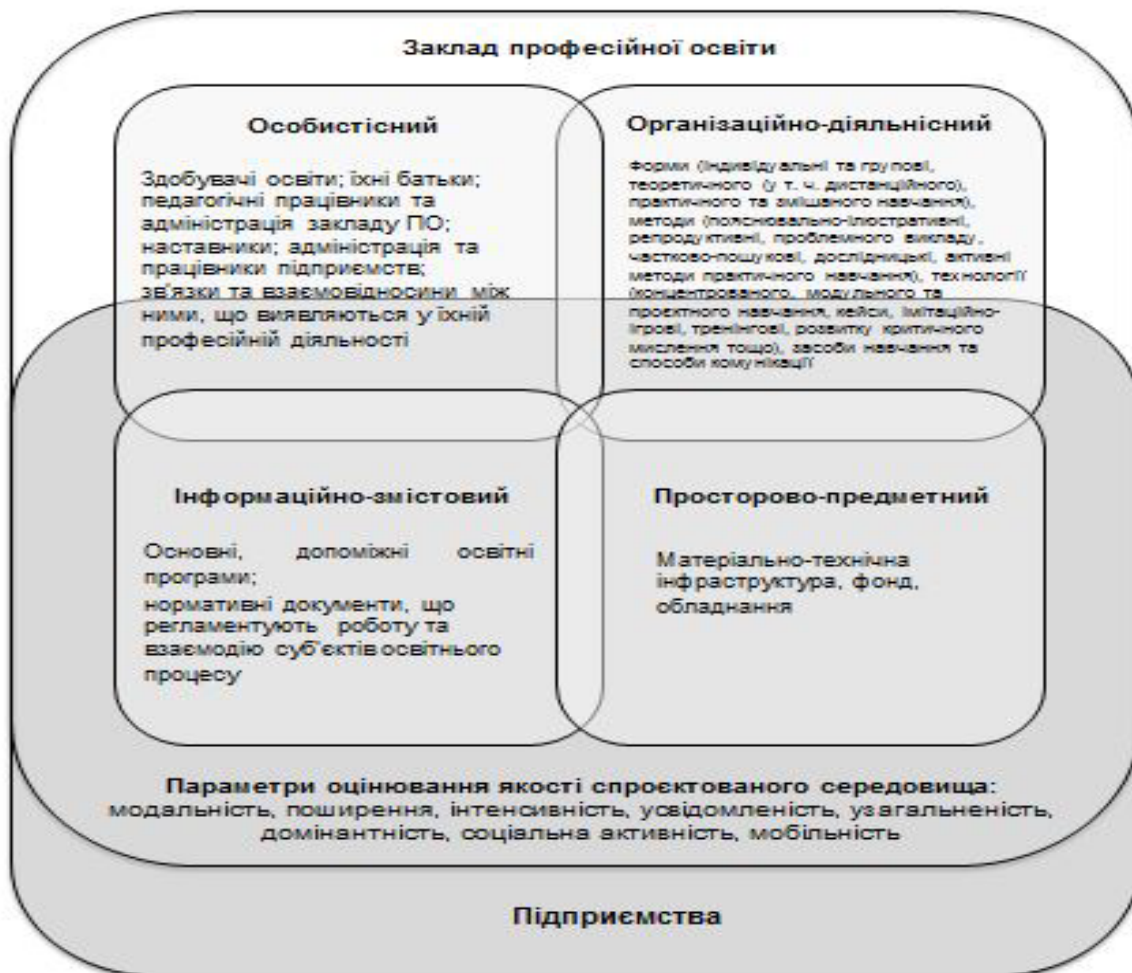 Заклад професійної освіти
Особистісний
Здобувачі освіти; їхні батьки;
педагогічні працівники та
адміністрація закладу ПО;
наставники; адміністрація та
працівники підприємств;
зв'язки та взаємовідносини між
ними, що виявляються у їхній
професійній діяльності
Організаційно-діяльнісний
Форми (індивідуальні та групові,
теоретичного (у т. ч. дистанційного),
практичного та змішаного навчання),
методи (пояснювально-ілюстративні,
репродуктивні, проблемного викладу,
частково-пошукові, дослідницькі, активні
методи практичного навчання), технології
(концентрованого, модульного та
проєктного навчання, кейси, імітаційно-
ігрові, тренінгові, розвитку критичного
мислення тощо), засоби навчання та
способи комунікації
Інформаційно-змістовий
Основні, допоміжні освітні
програми;
нормативні документи, що
регламентують роботу та
взаємодію суб'єктів освітнього
процесу
Просторово-предметний
Матеріально-технічна
інфраструктура, фонд,
обладнання
Параметри оцінювання якості спроєктованого середовища:
модальність, поширення, інтенсивність, усвідомленість, узагальненість,
домінантність, соціальна активність, мобільність
Підприємства